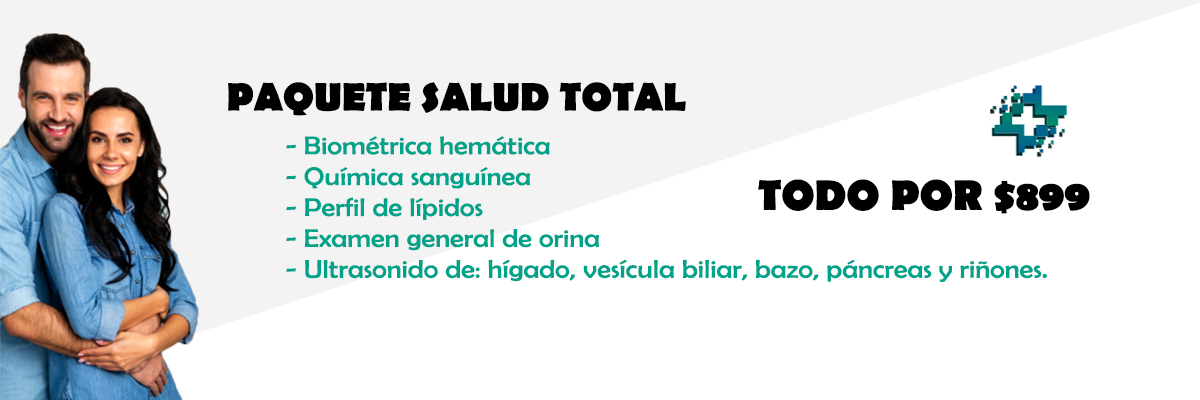 PAQUETE SALUD TOTAL
- Biométrica hemática
- Química sanguínea
- Perfil de lípidos
- Examen general de orina
- Ultrasonido de: hígado, vesícula biliar, bazo, páncreas y riñones.
TODO POR $899